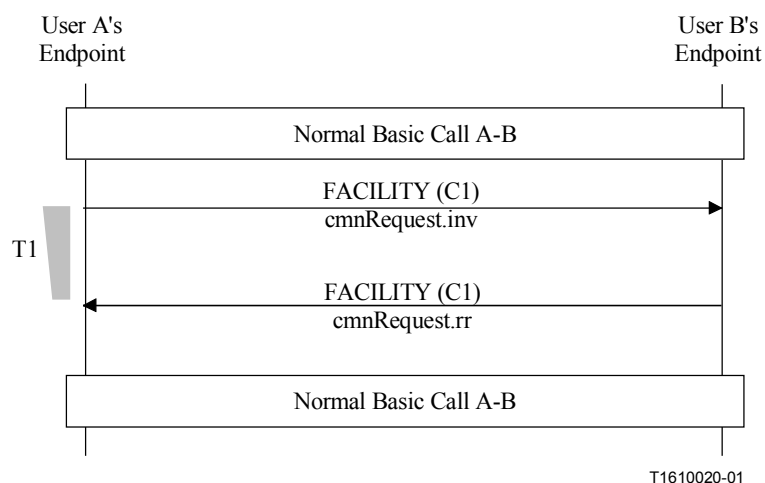 User A's
Endpoint
User B's
Endpoint
Normal Basic Call A-B
FACILITY (C1)
cmnRequest.inv
T1
FACILITY (C1)
cmnRequest.rr
Normal Basic Call A-B
T1610020-01